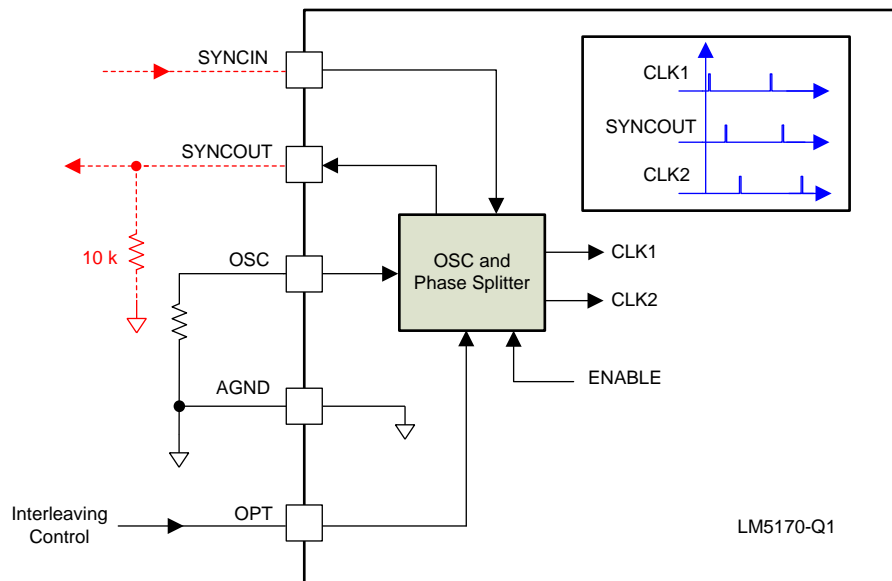 SYNCIN
CLK1
SYNCOUT
CLK2
SYNCOUT
10 k
OSC
OSC and
Phase Splitter
CLK1
CLK2
AGND
ENABLE
Interleaving
Control
OPT
LM5170-Q1